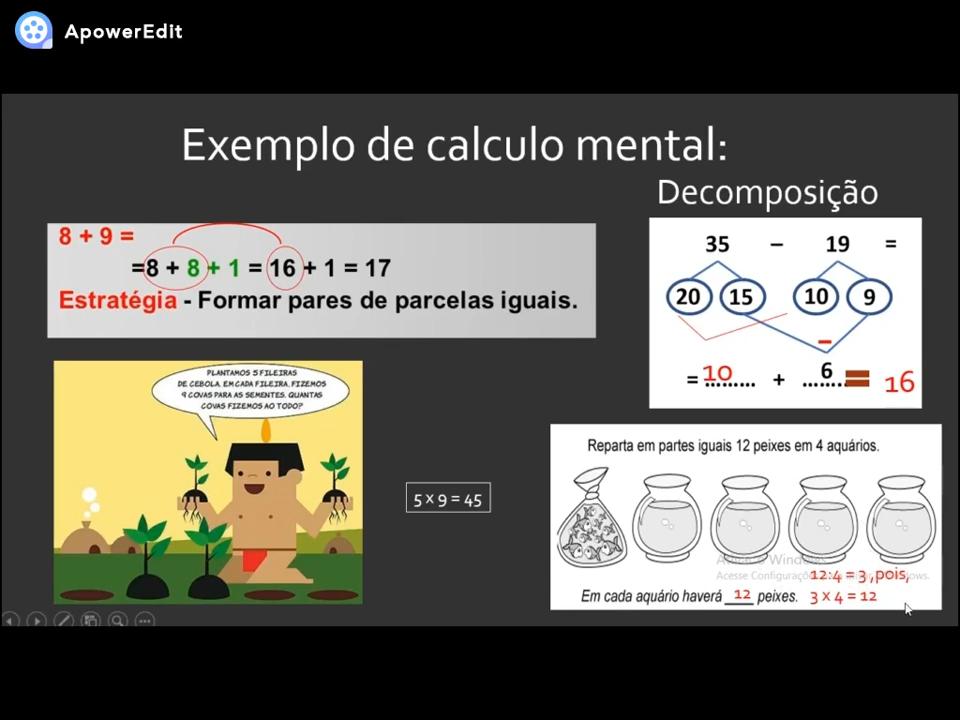 ApowerEdit
Exemplo de calculo mental:
Decomposição
8 + 9 =
=8 + 8 + 1 = 16 + 1 = 17
Estratégia - Formar pares de parcelas iguais.
35 – 19 =
20 15 10 9
–
= 10 ......... + 6 ......... = 16
PLANTAMOS 5 FILEIRAS
DE CEBOLA. EM CADA FILEIRA, FIZEMOS
9 COVAS PARA AS SEMENTES. QUANTAS
COVAS FIZEMOS AO TODO?
5 x 9 = 45
Reparta em partes iguais 12 peixes em 4 aquários.
12:4 = 3, pois,
Em cada aquário haverá 12 peixes. 3 x 4 = 12